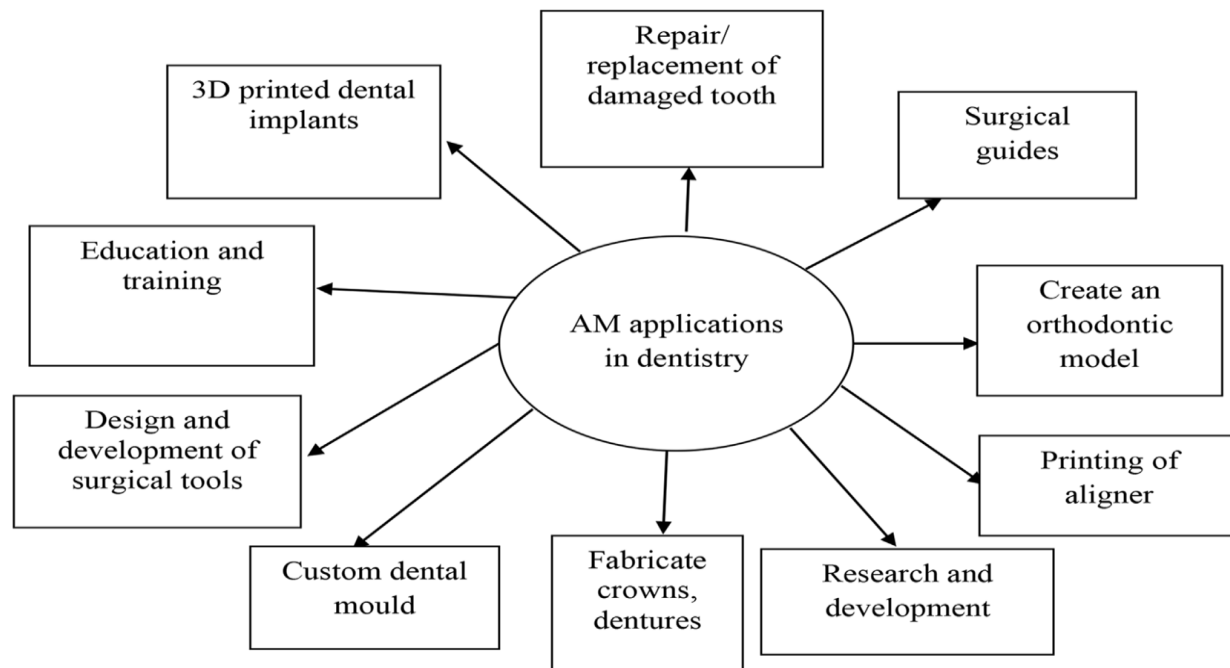 Repair/
replacement of
damaged tooth
3D printed dental
implants
Surgical
guides
Education and
training
Create an
orthodontic
model
AM applications
in dentistry
Design and
development of
surgical tools
Printing of
aligner
Custom dental
mould
Fabricate
crowns,
dentures
Research and
development